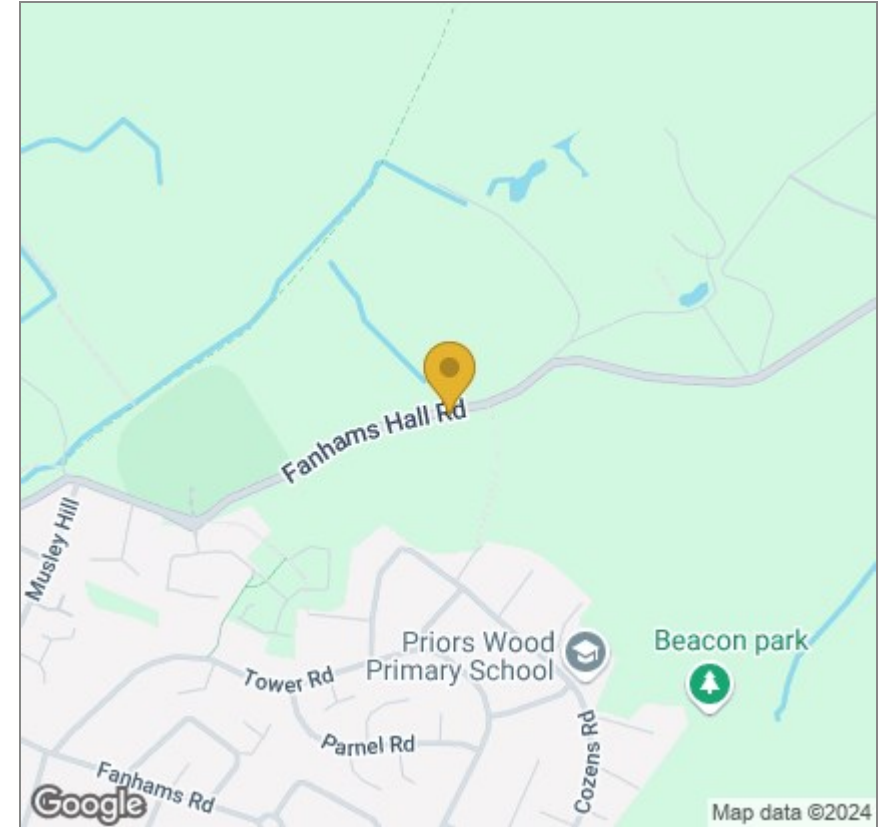 Fanhams Hall Rd
Musley Hill
Priors Wood
Primary School
Beacon park
Tower Rd
Parnel Rd
Cozens Rd
Fanhams Rd
Google
Map data ©2024